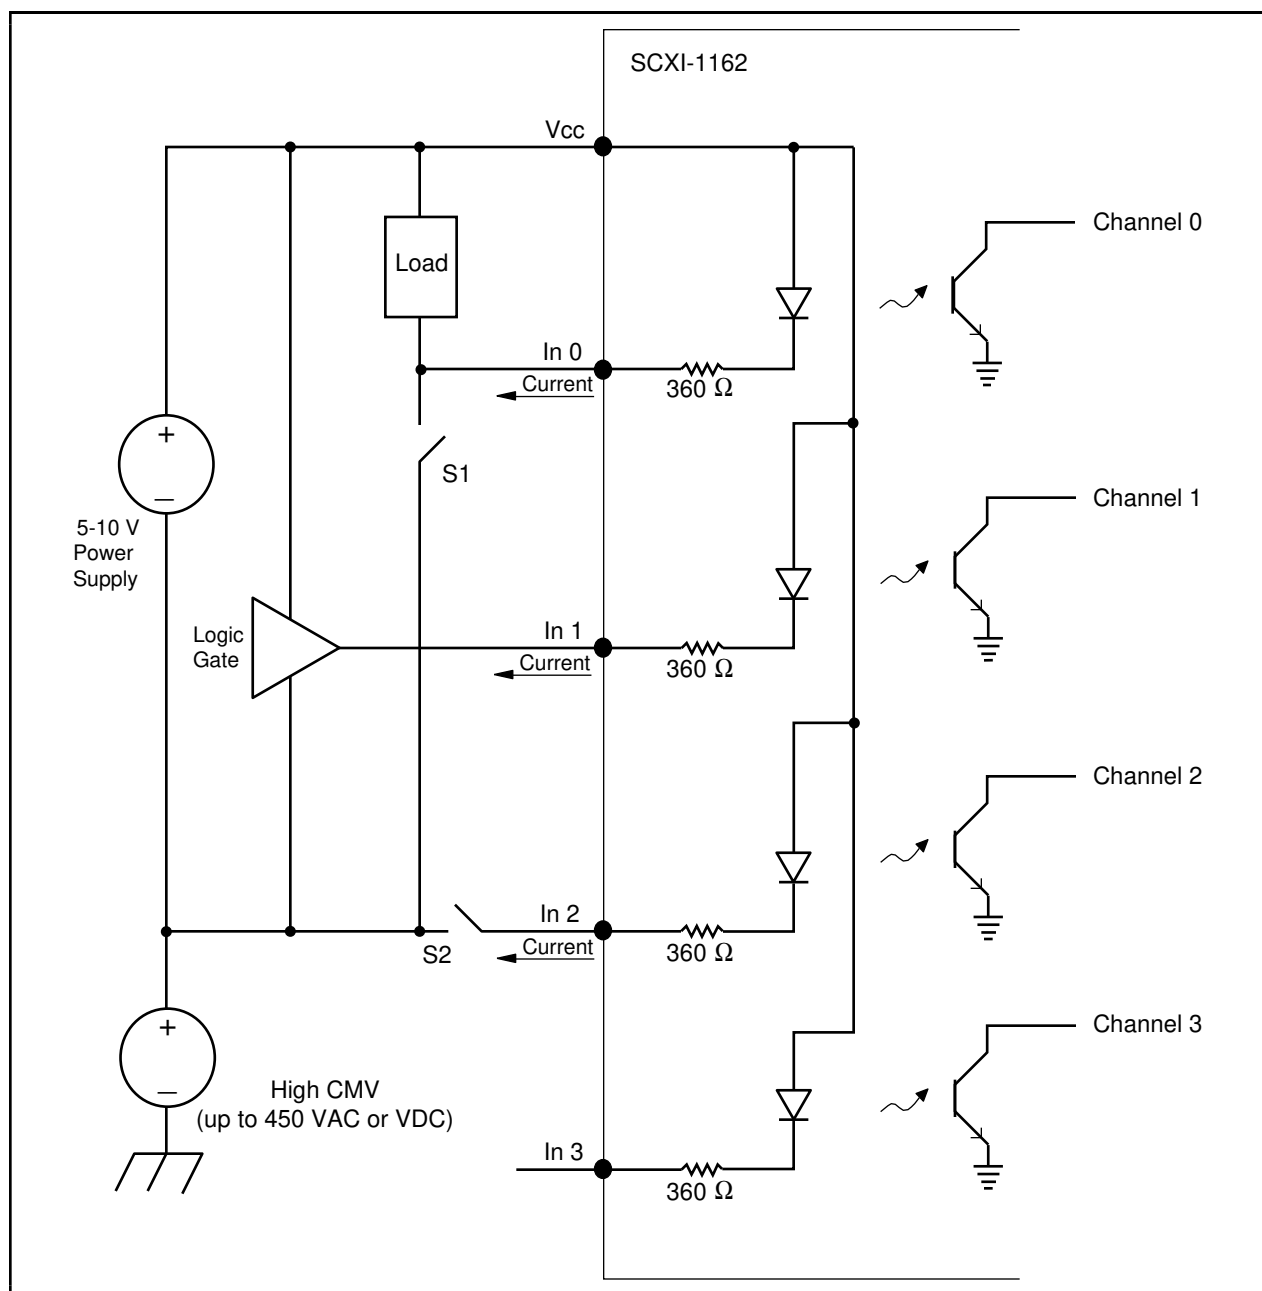 SCXI-1162
Vcc
Channel 0
Load
In 0
Current
360 Ω
+
S1
—
5-10 V
Power
Supply
Channel 1
Logic
Gate
In 1
Current
360 Ω
Channel 2
In 2
S2
Current
360 Ω
+
—
Channel 3
High CMV
(up to 450 VAC or VDC)
In 3
360 Ω